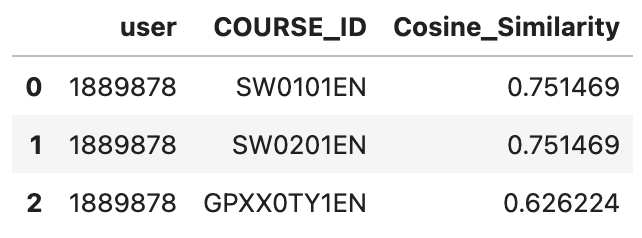 user COURSE_ID Cosine_Similarity
0 1889878 SW0101EN 0.751469
1 1889878 SW0201EN 0.751469
2 1889878 GPXX0TY1EN 0.626224